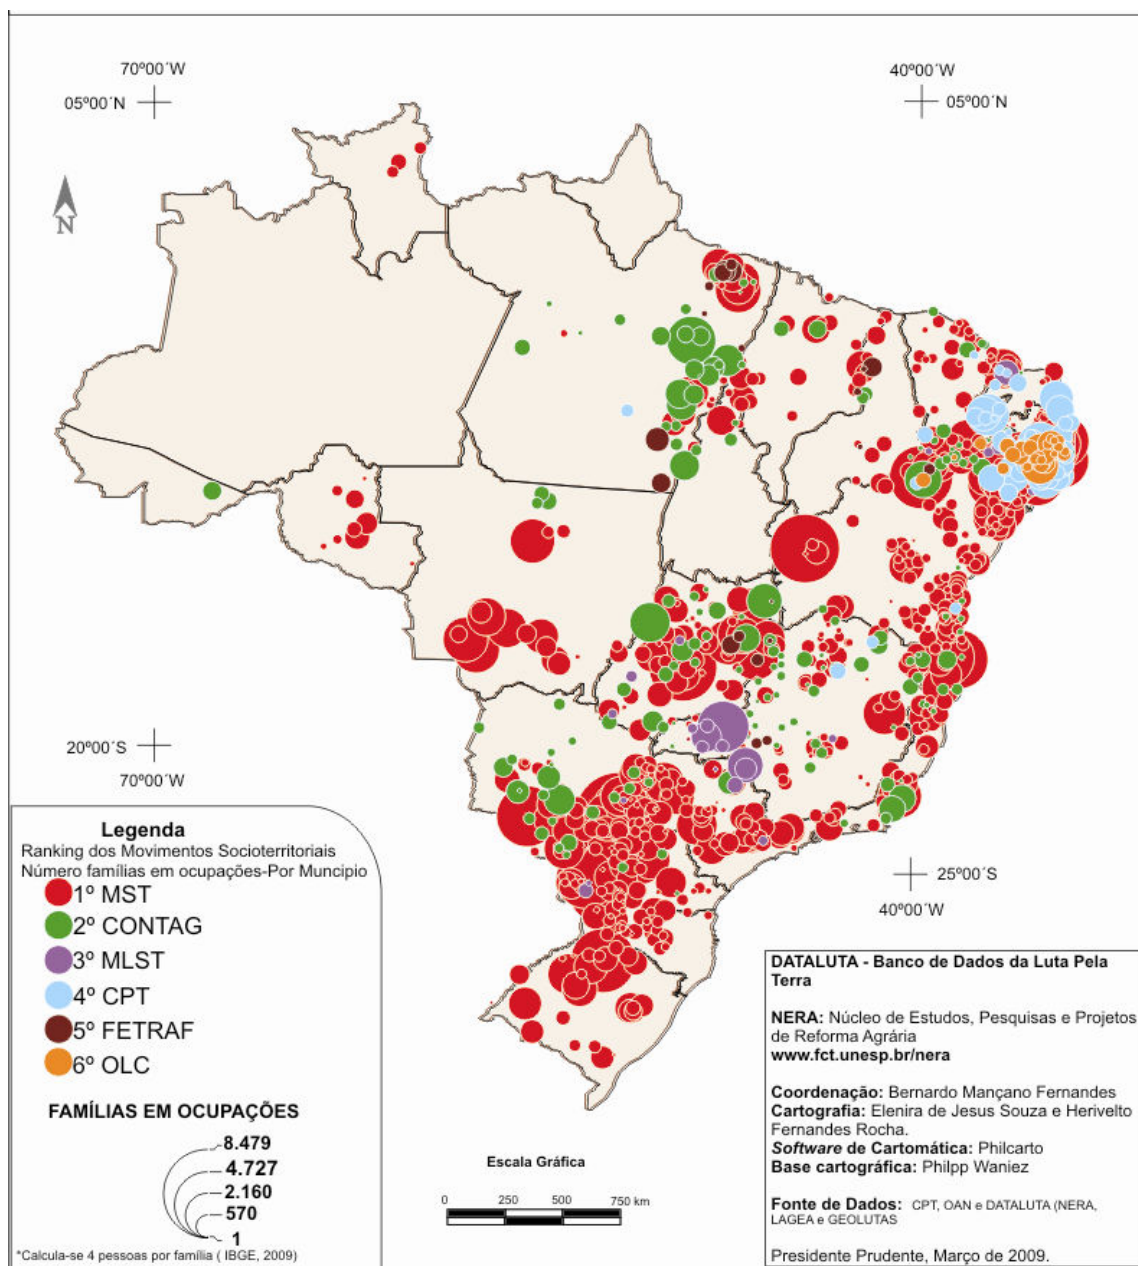 70º00´W
40º00´W
05º00´N
05º00´N
N
20º00´S
70º00´W
25º00´S
40º00´W
Legenda
Ranking dos Movimentos Socioterritoriais
Número famílias em ocupações-Por Muncipio
1º MST
2º CONTAG
3º MLST
4º CPT
5º FETRAF
6º OLC
FAMÍLIAS EM OCUPAÇÕES
8.479
4.727
2.160
570
1
*Calcula-se 4 pessoas por família ( IBGE, 2009)
Escala Gráfica
0 250 500 750 km
DATALUTA - Banco de Dados da Luta Pela
Terra
NERA: Núcleo de Estudos, Pesquisas e Projetos
de Reforma Agrária
www.fct.unesp.br/nera
Coordenação: Bernardo Mançano Fernandes
Cartografia: Elenira de Jesus Souza e Herivelto
Fernandes Rocha.
Software de Cartomática: Philcarto
Base cartográfica: Philpp Waniez
Fonte de Dados: CPT, OAN e DATALUTA (NERA,
LAGEA e GEOLUTAS
Presidente Prudente, Março de 2009.